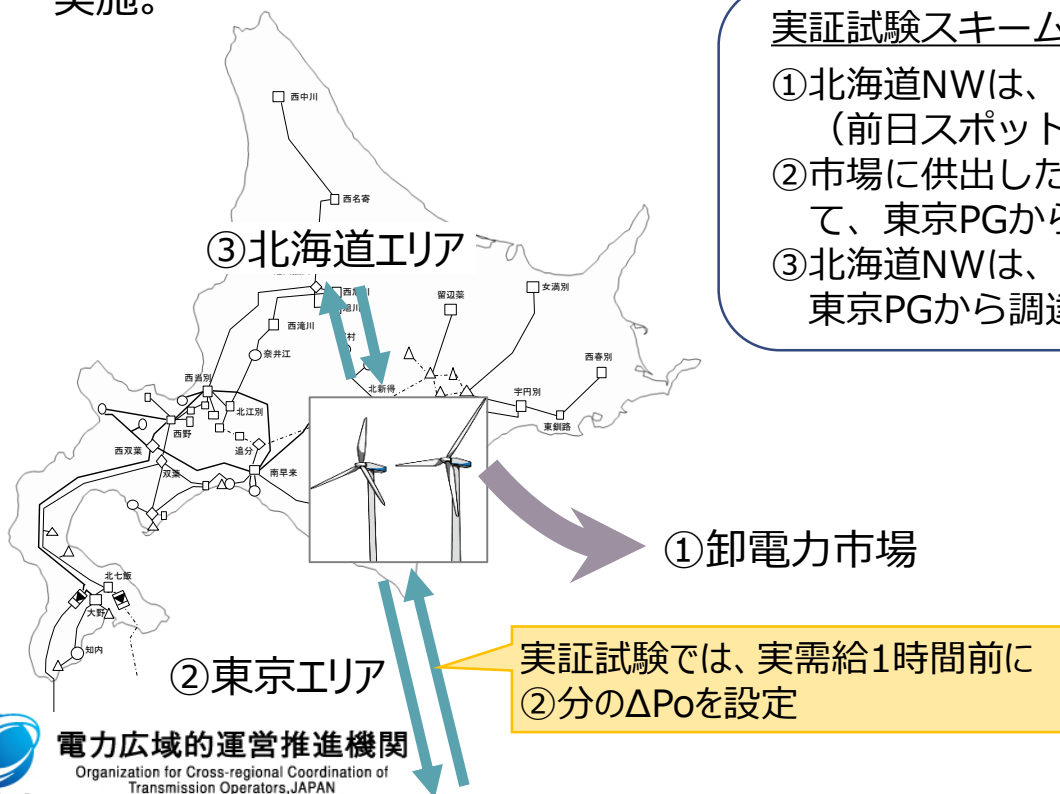 実施。
実証試験スキーム
①北海道NWは、
（前日スポット
②市場に供出した
て、東京PGから
③北海道NWは、
東京PGから調達
西中川
西名寄
③北海道エリア
西滝川
奈井江
留辺蘂
女満別
西春別
北新得
宇円別
東釧路
西当別
北江別
西野
西双葉
追分
双葉
南早来
①卸電力市場
北七飯
大野
知内
②東京エリア
実証試験では、実需給1時間前に
②分のΔPoを設定
電力広域的運営推進機関
Organization for Cross-regional Coordination of
Transmission Operators,JAPAN